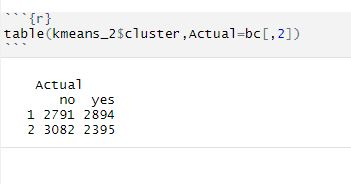 ```{r}
table(kmeans_2$cluster,Actual=bc[,2])
```
Actual
no yes
1 2791 2894
2 3082 2395